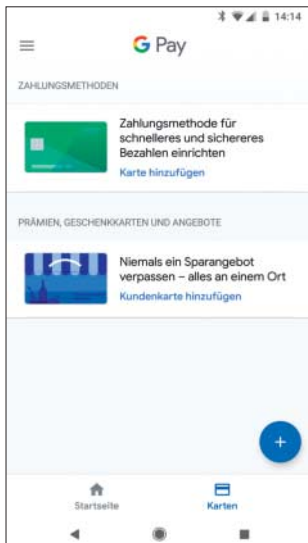 14:14
G Pay
ZAHLUNGSMETHODEN
Zahlungsmethode für
schnelleres und sichereres
Bezahlen einrichten
Karte hinzufügen
PRÄMIEN, GESCHENKKARTEN UND ANGEBOTE
Niemals ein Sparangebot
verpassen – alles an einem Ort
Kundenkarte hinzufügen
+
Startseite
Karten